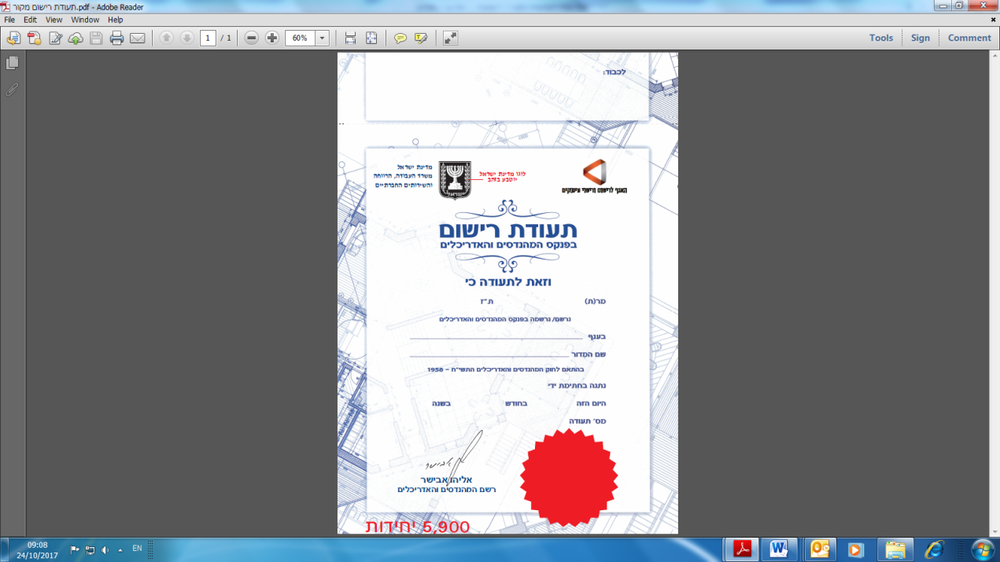 תעודת רישום מקור.pdf - Adobe Reader
File Edit View Window Help
1 / 1 60% Tools Sign Comment
לכבוד:
מדינת ישראל
משרד העבודה, הרווחה
והשירותים החברתיים
לוגו מדינת ישראל
יוטבע בזהב
ישראל
האגף לרישום ורישוי עיסוקים
תעודת רישום
בפנקס המהנדסים והאדריכלים
וזאת לתעודה כי
מר(ת) ת"ז
נרשם/ נרשמה בפנקס המהנדסים והאדריכלים
בענף
שם המדור
בהתאם לחוק המהנדסים והאדריכלים התשי"ח – 1958
נתנה בחתימת ידי
היום הזה בחודש בשנה
מס' תעודה
אליהו אבישר
רשם המהנדסים והאדריכלים
5,900 יחידות
09:08
24/10/2017
EN